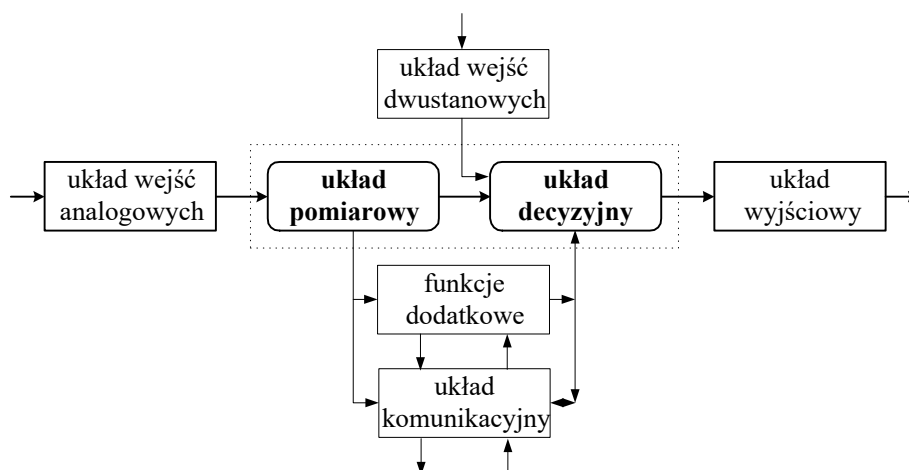 układ wejść
dwustanowych
układ wejść
analogowych
układ
pomiarowy
układ
decyzyjny
układ
wyjściowy
funkcje
dodatkowe
układ
komunikacyjny